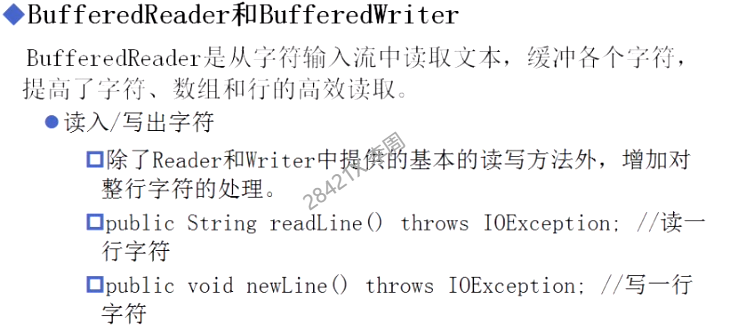 BufferedReader和BufferedWriter
BufferedReader是从字符输入流中读取文本，缓冲各个字符，
提高了字符、数组和行的高效读取。
读入/写出字符
除了Reader和Writer中提供的基本的读写方法外，增加对
整行字符的处理。
public String readLine() throws IOException; //读一
行字符
public void newLine() throws IOException; //写一行
字符